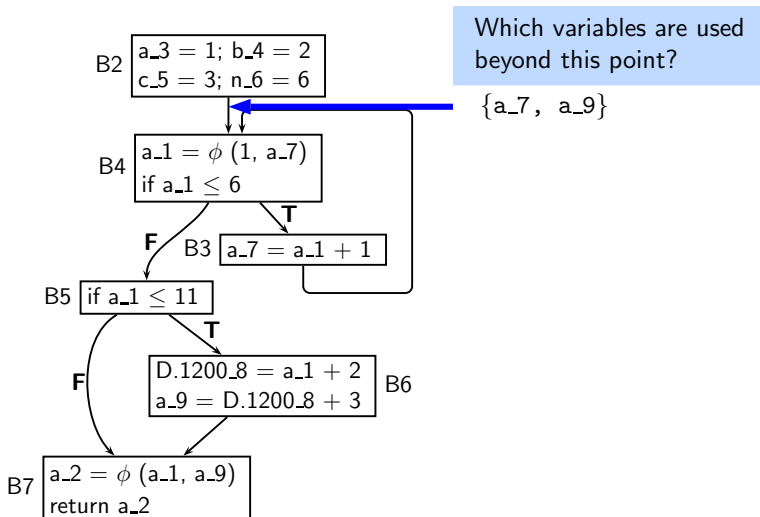 Which variables are used
beyond this point?
{a_7, a_9}
B2
a_3 = 1; b_4 = 2
c_5 = 3; n_6 = 6
B4
a_1 = ϕ (1, a_7)
if a_1 ≤ 6
F
T
B3
a_7 = a_1 + 1
B5
if a_1 ≤ 11
F
T
D.1200_8 = a_1 + 2
a_9 = D.1200_8 + 3
B6
B7
a_2 = ϕ (a_1, a_9)
return a_2